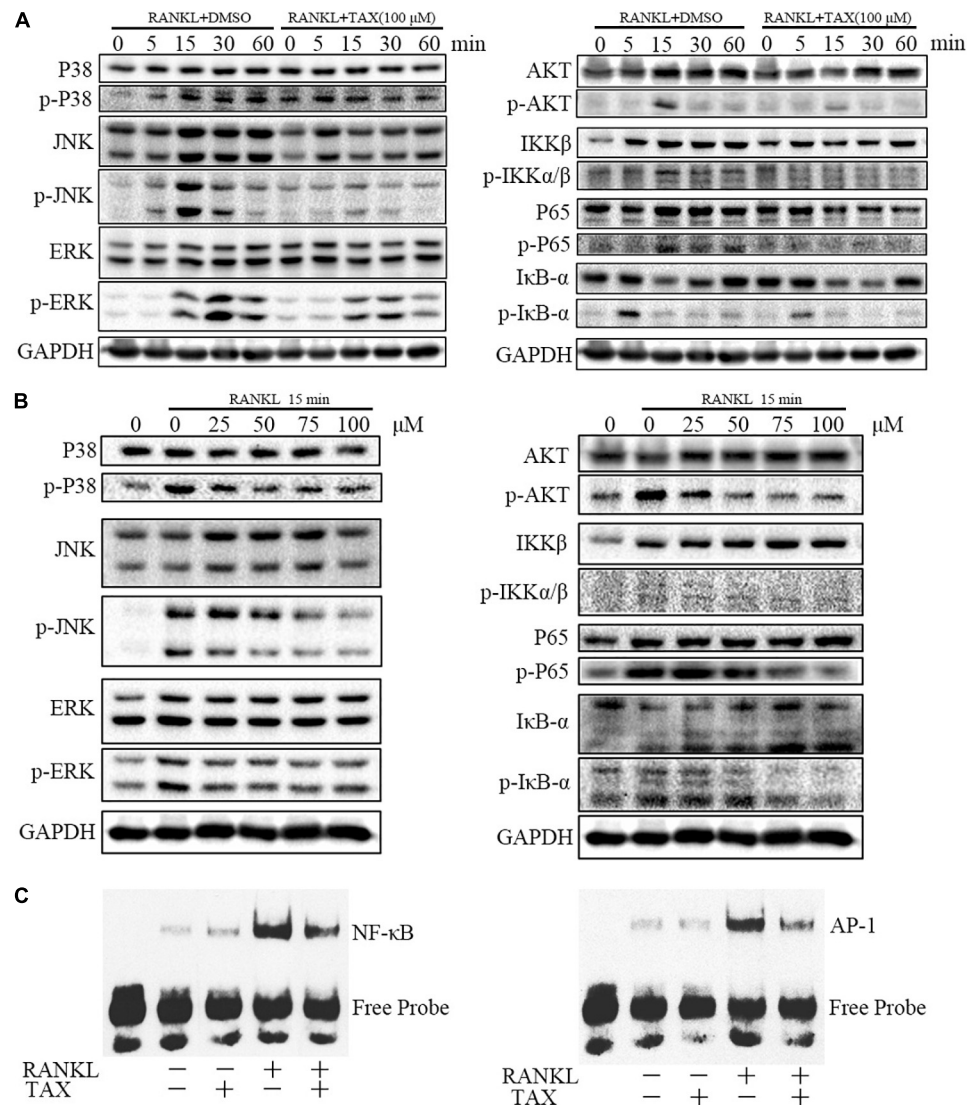 A
RANKL+DMSO RANKL+TAX(100 μM)
0 5 15 30 60 0 5 15 30 60 min
P38
p-P38
JNK
p-JNK
ERK
p-ERK
GAPDH
RANKL+DMSO RANKL+TAX(100 μM)
0 5 15 30 60 0 5 15 30 60 min
AKT
p-AKT
IKKβ
p-IKKα/β
P65
p-P65
IκB-α
p-IκB-α
GAPDH
B
RANKL 15 min
0 0 25 50 75 100 μM
P38
p-P38
JNK
p-JNK
ERK
p-ERK
GAPDH
RANKL 15 min
0 0 25 50 75 100 μM
AKT
p-AKT
IKKβ
p-IKKα/β
P65
p-P65
IκB-α
p-IκB-α
GAPDH
C
NF-κB
Free Probe
RANKL − − + +
TAX − + − +
AP-1
Free Probe
RANKL − − + +
TAX − + − +